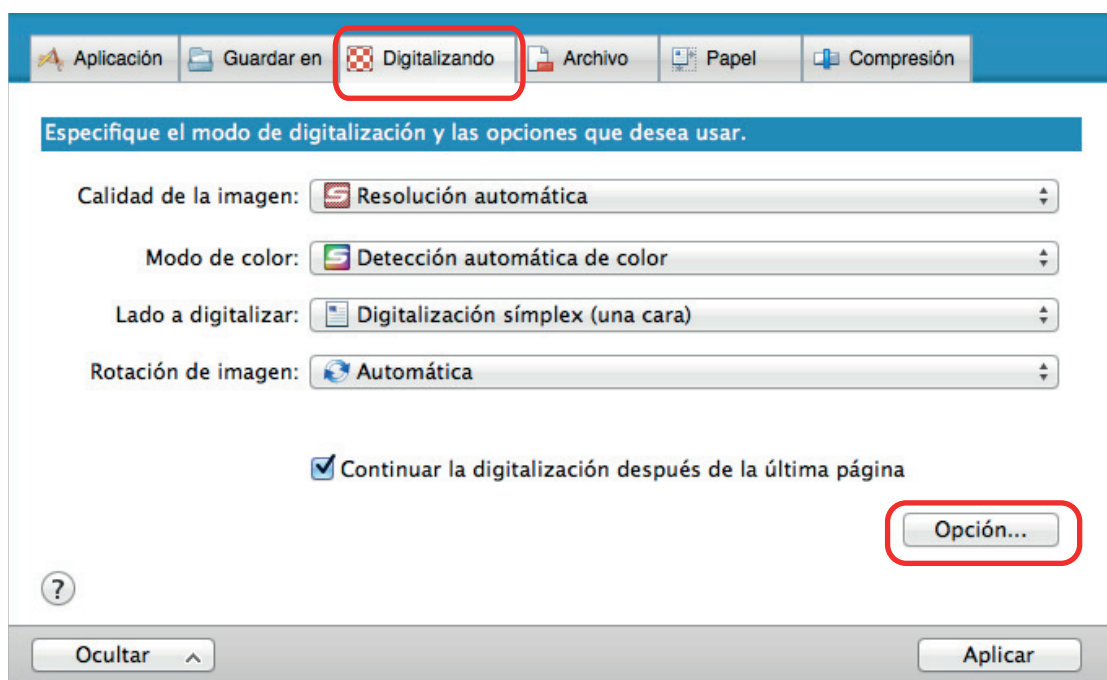 Aplicación Guardar en Digitalizando Archivo Papel Compresión
Especifique el modo de digitalización y las opciones que desea usar.
Calidad de la imagen: Resolución automática
Modo de color: Detección automática de color
Lado a digitalizar: Digitalización símplex (una cara)
Rotación de imagen: Automática
Continuar la digitalización después de la última página
Opción...
?
Ocultar Aplicar